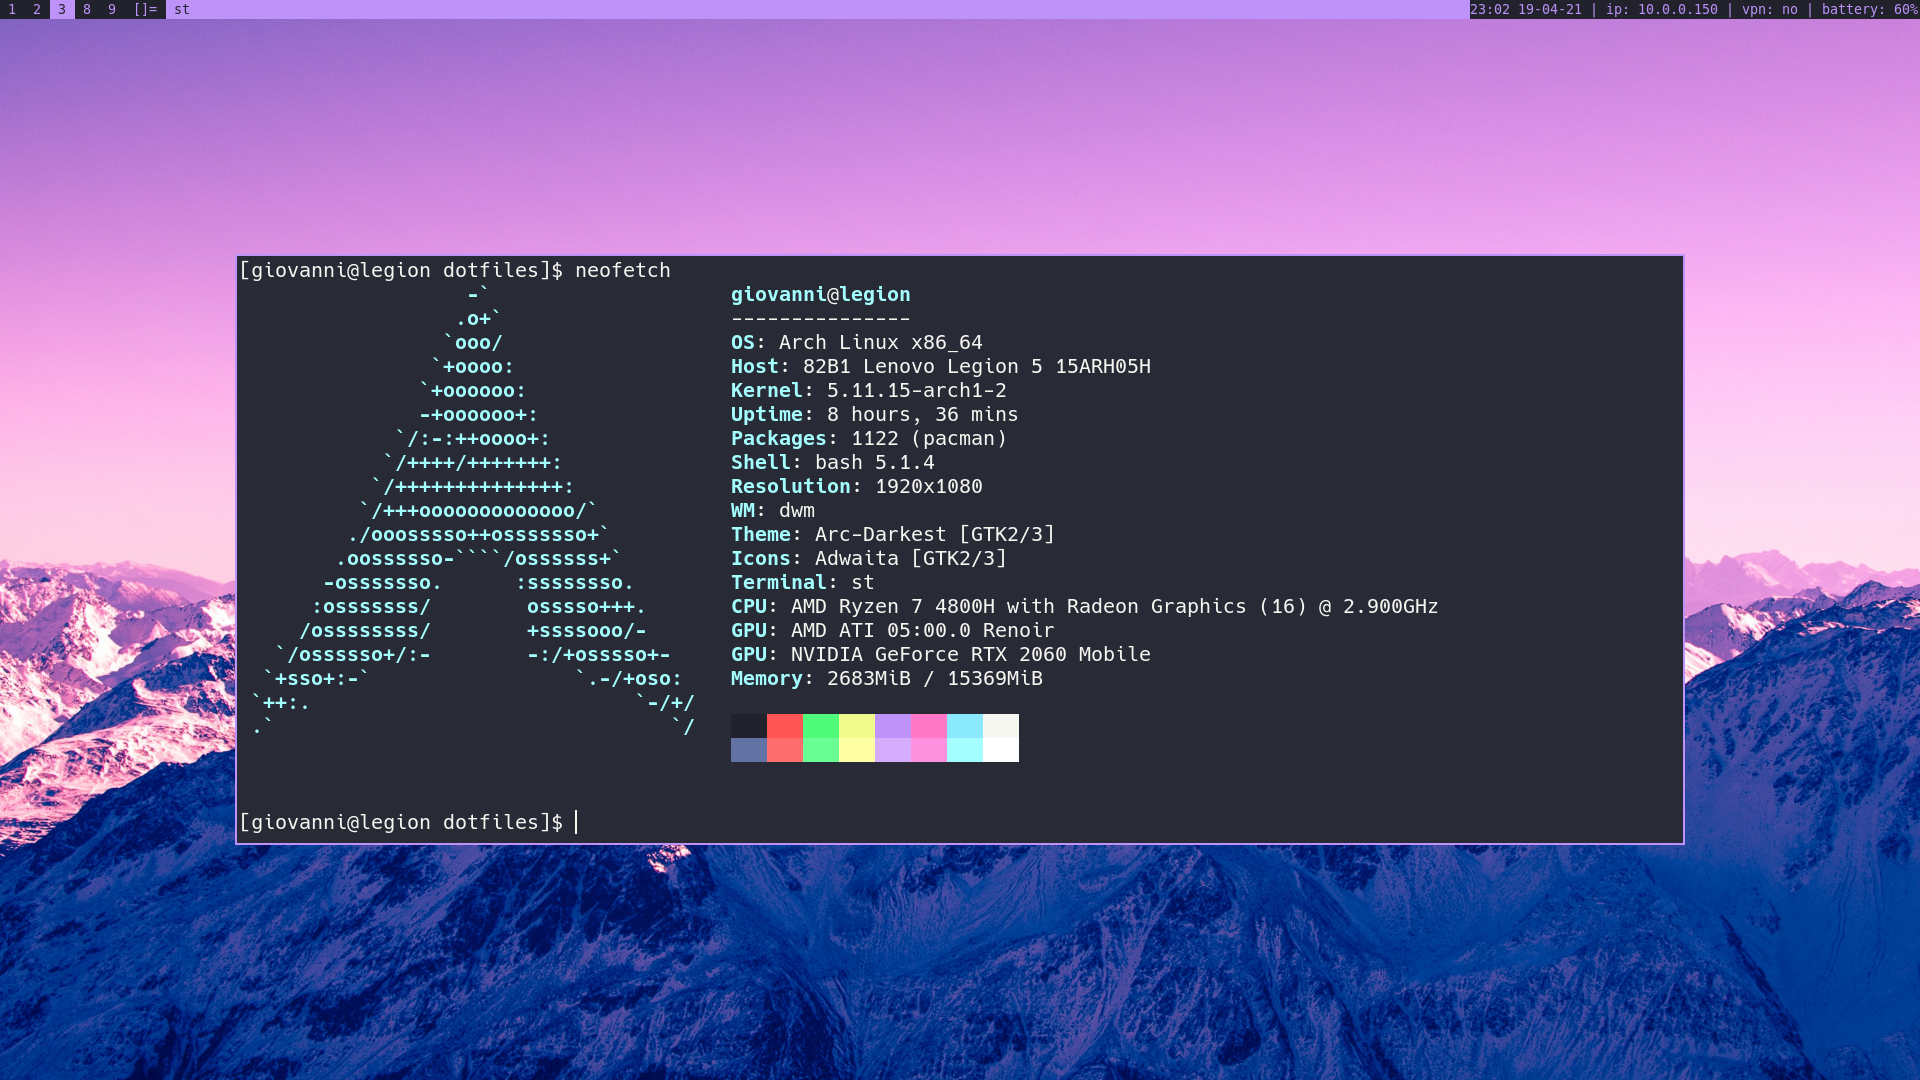 1 2 3 8 9 []= st 23:02 19-04-21 | ip: 10.0.0.150 | vpn: no | battery: 60%
[giovanni@legion dotfiles]$ neofetch
                   -`                    giovanni@legion
                  .o+`                   ---------------
                 `ooo/                   OS: Arch Linux x86_64
                `+oooo:                  Host: 82B1 Lenovo Legion 5 15ARH05H
               `+oooooo:                 Kernel: 5.11.15-arch1-2
               -+oooooo+:                Uptime: 8 hours, 36 mins
             `/:-:++oooo+:               Packages: 1122 (pacman)
            `/++++/+++++++:              Shell: bash 5.1.4
           `/++++++++++++++:             Resolution: 1920x1080
          `/+++ooooooooooooo/`           WM: dwm
         ./ooosssso++osssssso+`          Theme: Arc-Darkest [GTK2/3]
        .oossssso-````/ossssss+`         Icons: Adwaita [GTK2/3]
       -osssssso.      :ssssssso.        Terminal: st
      :osssssss/        osssso+++.       CPU: AMD Ryzen 7 4800H with Radeon Graphics (16) @ 2.900GHz
     /ossssssss/        +ssssooo/-       GPU: AMD ATI 05:00.0 Renoir
   `/ossssso+/:-        -:/+osssso+-     GPU: NVIDIA GeForce RTX 2060 Mobile
  `+sso+:-`                 `.-/+oso:    Memory: 2683MiB / 15369MiB
 `++:.                           `-/+/
 .`                                 `/
[giovanni@legion dotfiles]$